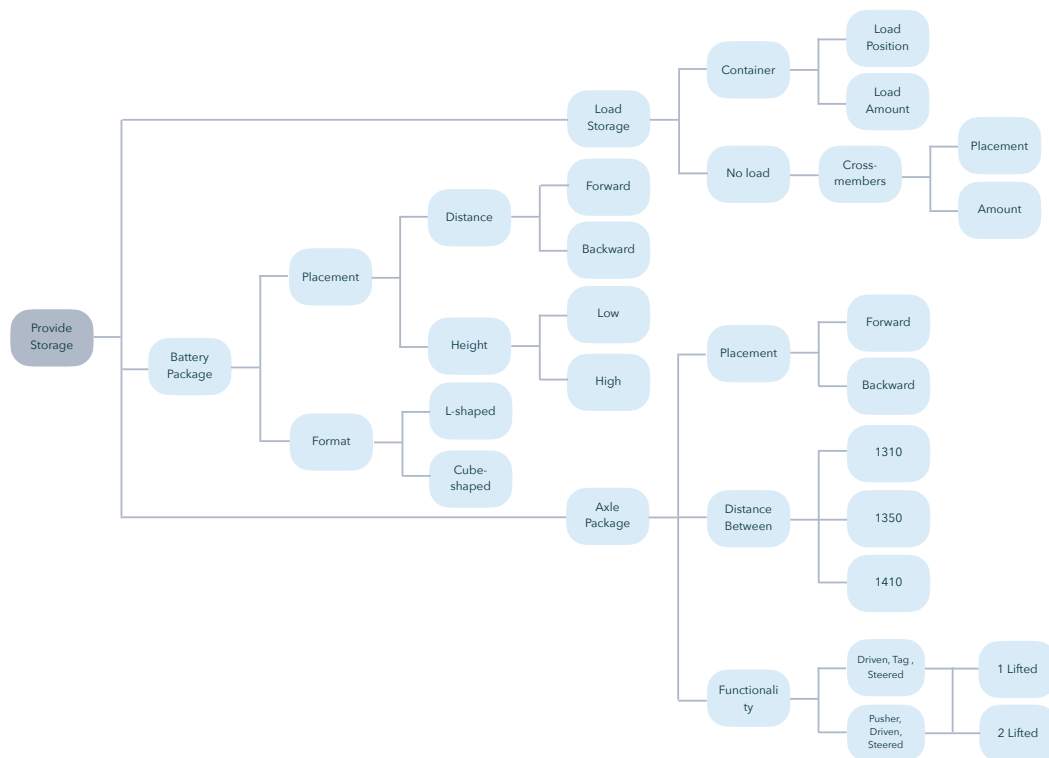 Load
Position
Container
Load
Amount
Load
Storage
Placement
No load
Cross-
members
Amount
Forward
Distance
Backward
Placement
Low
Height
High
Provide
Storage
Battery
Package
Format
L-shaped
Cube-
shaped
Axle
Package
Placement
Forward
Backward
Distance
Between
1310
1350
1410
Functionali
ty
Driven, Tag ,
Steered
Pusher,
Driven,
Steered
1 Lifted
2 Lifted